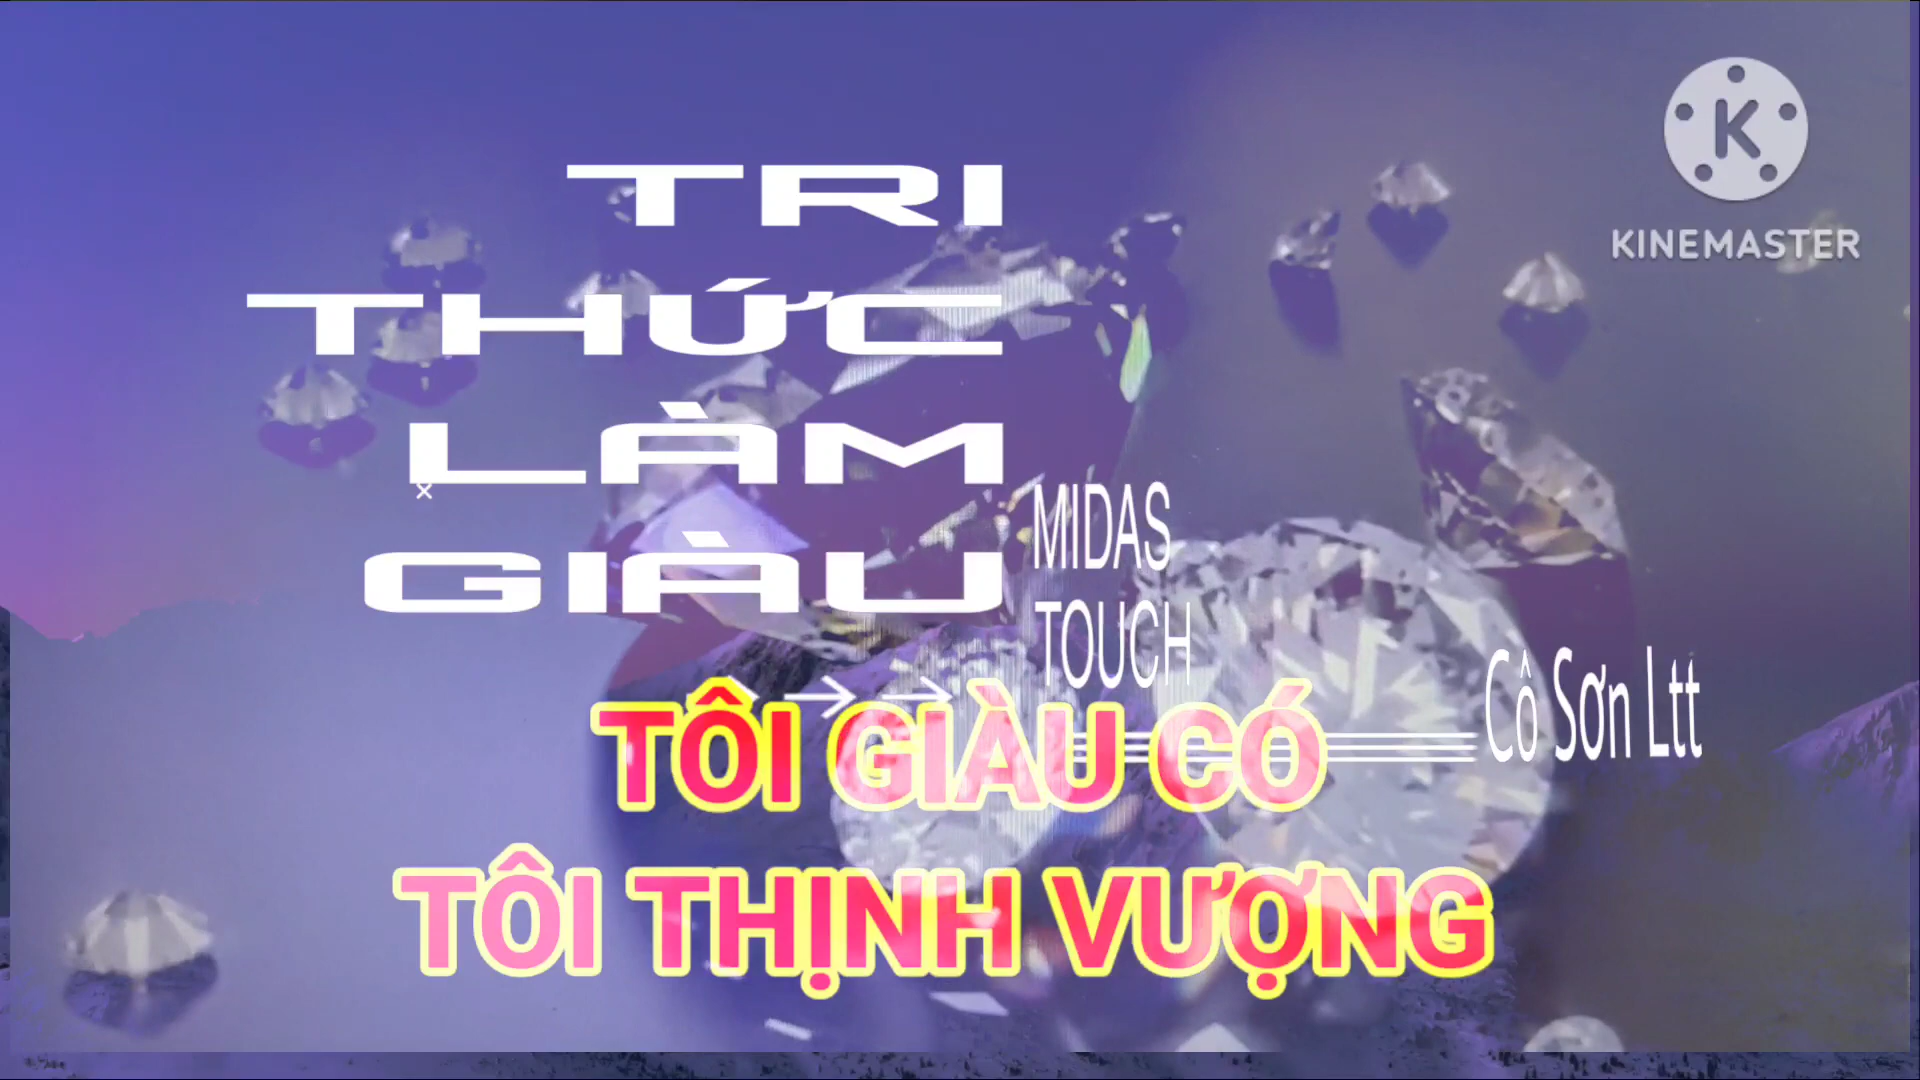 TRI
THỨC
LÀM
GIÀU
MIDAS
TOUCH
Cô Sơn Ltt
TÔI GIÀU CÓ
TÔI THỊNH VƯỢNG
K
KINEMASTER